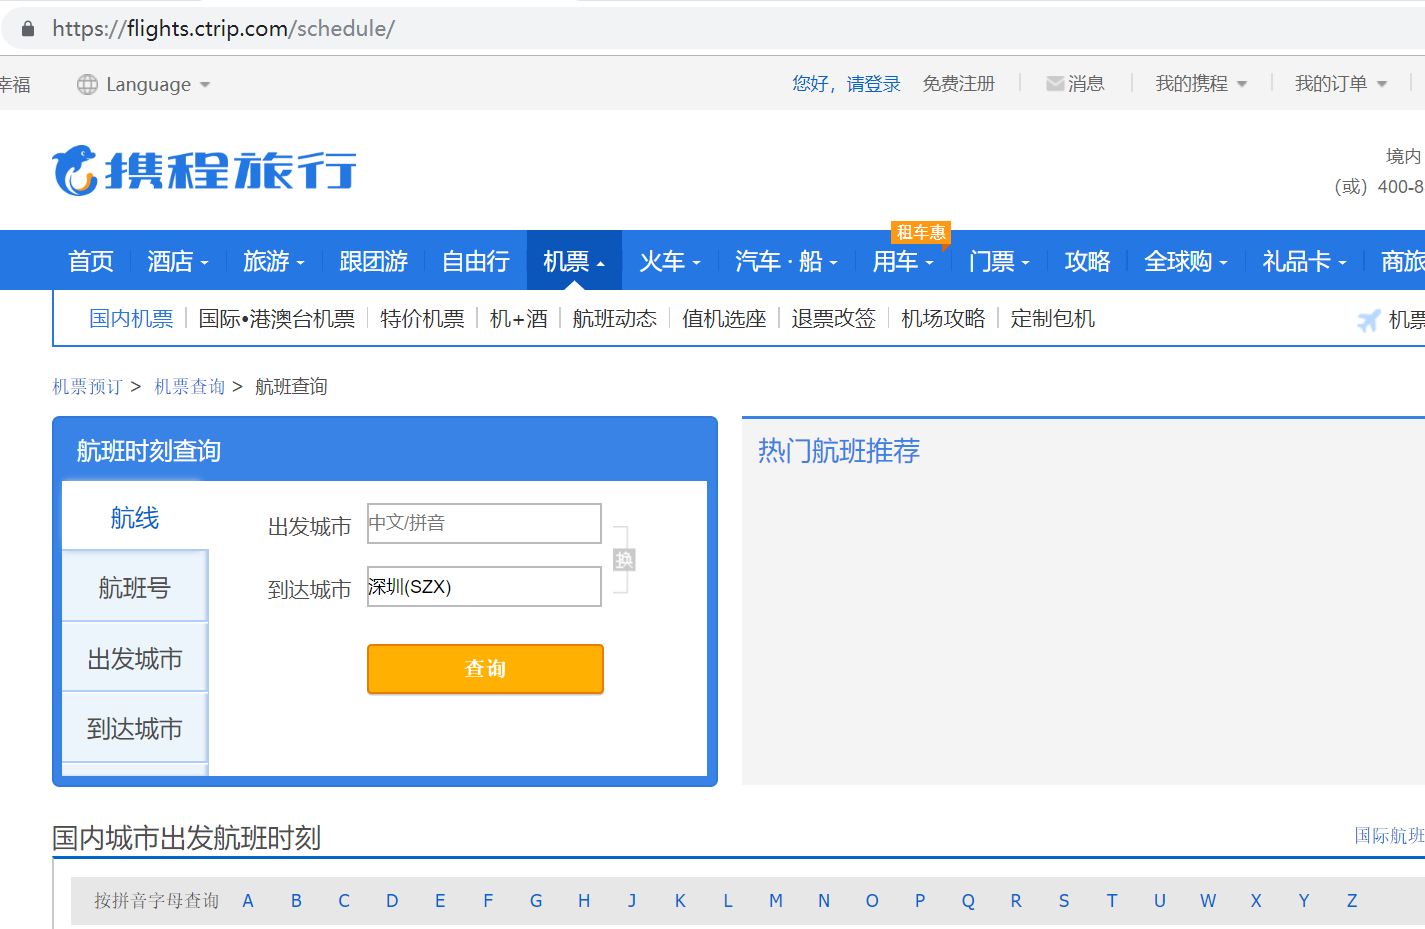 https://flights.ctrip.com/schedule/
幸福 Language 您好，请登录 免费注册 消息 我的携程 我的订单
携程旅行
境内
（或）400-8
租车惠
首页 酒店 旅游 跟团游 自由行 机票 火车 汽车·船 用车 门票 攻略 全球购 礼品卡 商旅
国内机票 国际•港澳台机票 特价机票 机+酒 航班动态 值机选座 退票改签 机场攻略 定制包机 机票
机票预订 > 机票查询 > 航班查询
航班时刻查询
热门航班推荐
航线
出发城市 中文/拼音
换
航班号
到达城市 深圳(SZX)
出发城市
查询
到达城市
国内城市出发航班时刻
国际航班
按拼音字母查询 A B C D E F G H J K L M N O P Q R S T U W X Y Z